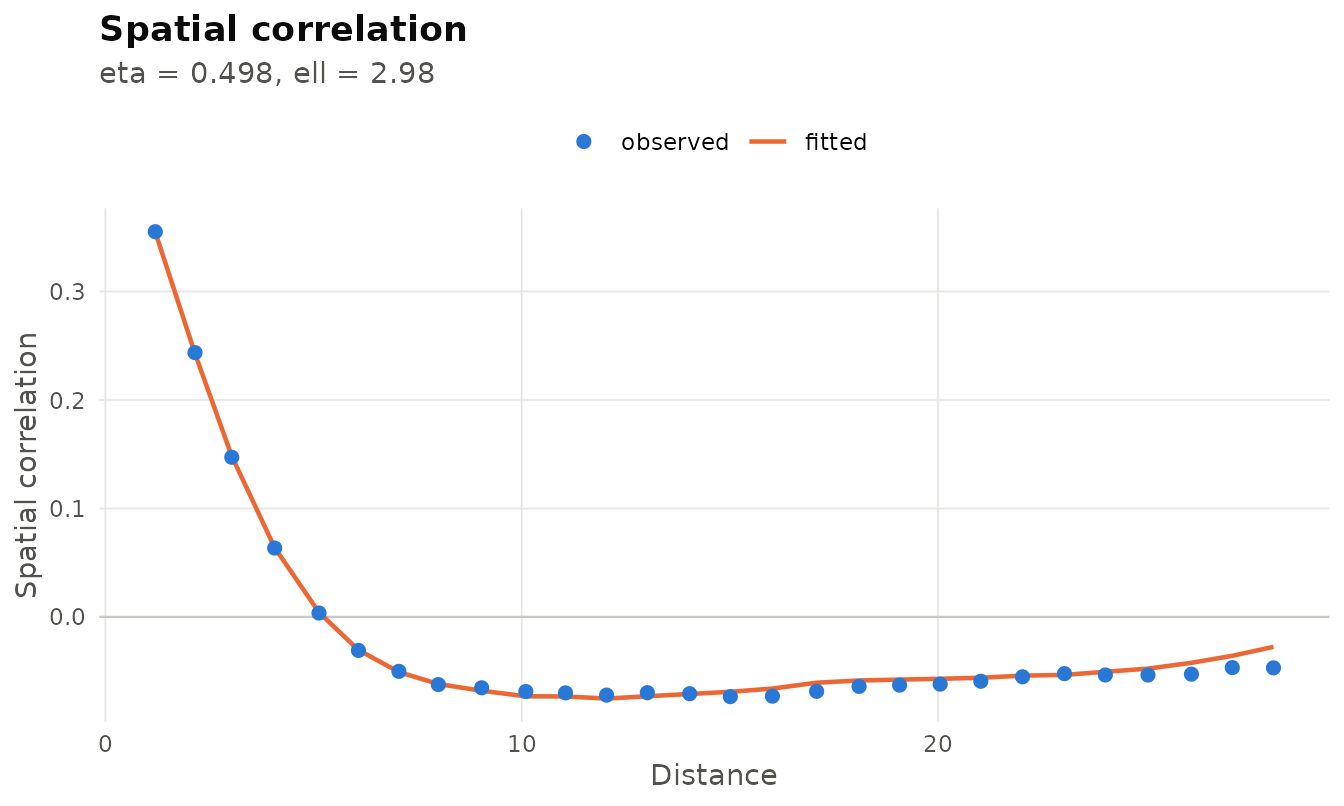 Spatial correlation
eta = 0.498, ell = 2.98
observed fitted
Spatial correlation
0.3
0.2
0.1
0.0
0 10 20
Distance